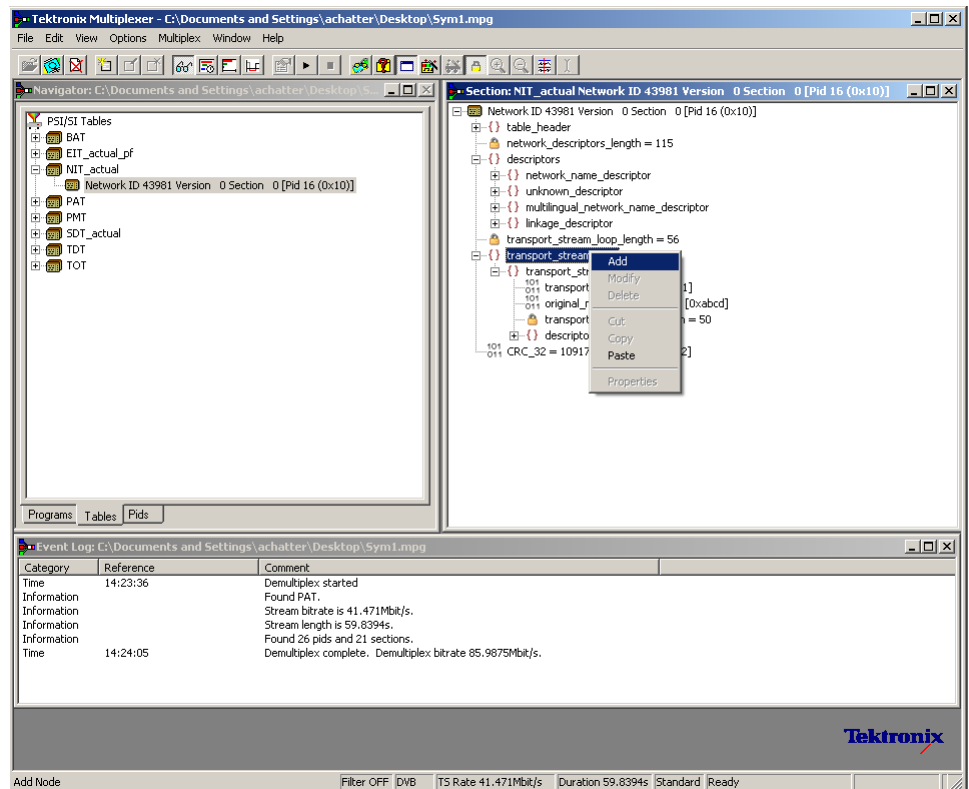 Tektronix Multiplexer - C:\Documents and Settings\achatter\Desktop\Sym1.mpg
File Edit View Options Multiplex Window Help
Navigator: C:\Documents and Settings\achatter\Desktop\S...
PSI/SI Tables
BAT
EIT_actual_pf
NIT_actual
Network ID 43981 Version 0 Section 0 [Pid 16 (0x10)]
PAT
PMT
SDT_actual
TDT
TOT
Programs Tables Pids
Section: NIT_actual Network ID 43981 Version 0 Section 0 [Pid 16 (0x10)]
Network ID 43981 Version 0 Section 0 [Pid 16 (0x10)]
{} table_header
network_descriptors_length = 115
{} descriptors
{} network_name_descriptor
{} unknown_descriptor
{} multilingual_network_name_descriptor
{} linkage_descriptor
transport_stream_loop_length = 56
{} transport_stream
{} transport_str
101 011 transport 1]
101 011 original_r [0xabcd]
transport = 50
{} descripto
101 011 CRC_32 = 10917 2]
Add
Modify
Delete
Cut
Copy
Paste
Properties
Event Log: C:\Documents and Settings\achatter\Desktop\Sym1.mpg
Category Reference Comment
Time 14:23:36 Demultiplex started
Information Found PAT.
Information Stream bitrate is 41.471Mbit/s.
Information Stream length is 59.8394s.
Information Found 26 pids and 21 sections.
Time 14:24:05 Demultiplex complete. Demultiplex bitrate 85.9875Mbit/s.
Tektronix
Add Node Filter OFF DVB TS Rate 41.471Mbit/s Duration 59.8394s Standard Ready